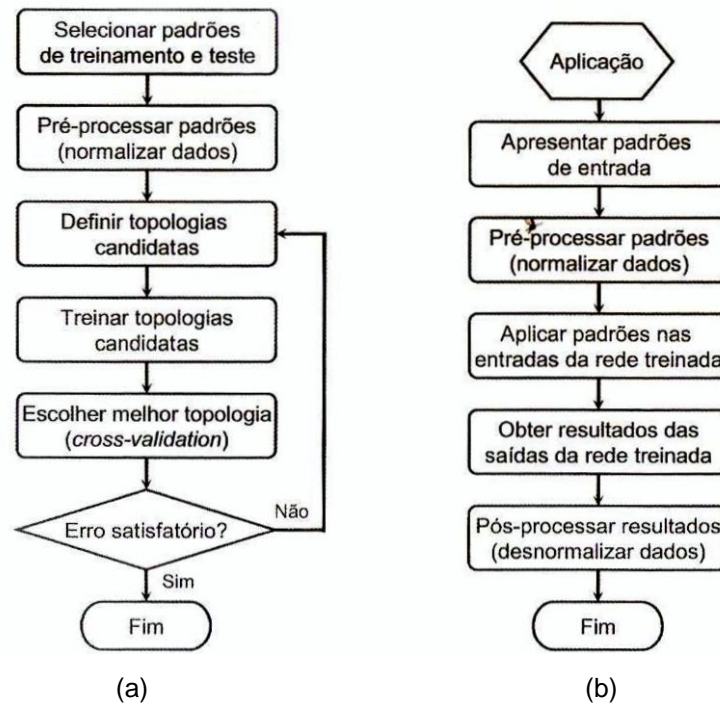 Selecionar padrões
de treinamento e teste
Pré-processar padrões
(normalizar dados)
Definir topologias
candidatas
Treinar topologias
candidatas
Escolher melhor topologia
(cross-validation)
Erro satisfatório?
Não
Sim
Fim
(a)
Aplicação
Apresentar padrões
de entrada
Pré-processar padrões
(normalizar dados)
Aplicar padrões nas
entradas da rede treinada
Obter resultados das
saídas da rede treinada
Pós-processar resultados
(desnormalizar dados)
Fim
(b)